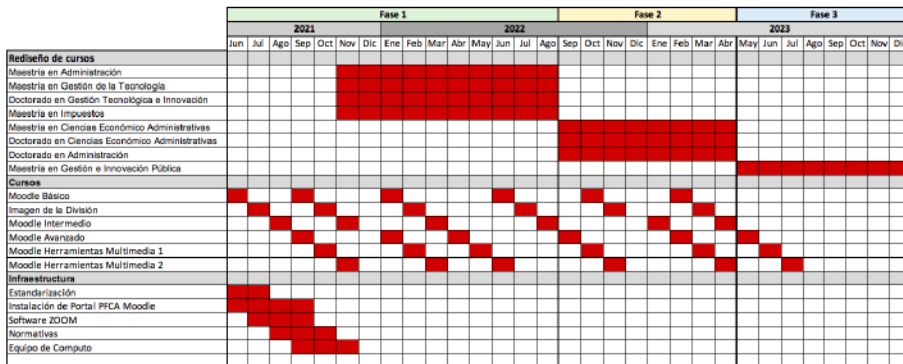 Fase 1 Fase 2 Fase 3
2021 2022 2023
Jun Jul Ago Sep Oct Nov Dic Ene Feb Mar Abr May Jun Jul Ago Sep Oct Nov Dic Ene Feb Mar Abr May Jun Jul Ago Sep Oct Nov Di
Rediseño de cursos
Maestría en Administración
Maestría en Gestión de la Tecnología
Doctorado en Gestión Tecnológica e Innovación
Maestría en Impuestos
Maestría en Ciencias Económico Administrativas
Doctorado en Ciencias Económico Administrativas
Doctorado en Administración
Maestría en Gestión e Innovación Pública
Cursos
Moodle Básico
Imagen de la División
Moodle Intermedio
Moodle Avanzado
Moodle Herramientas Multimedia 1
Moodle Herramientas Multimedia 2
Infraestructura
Estandarización
Instalación de Portal PFCA Moodle
Software ZOOM
Normativas
Equipo de Computo